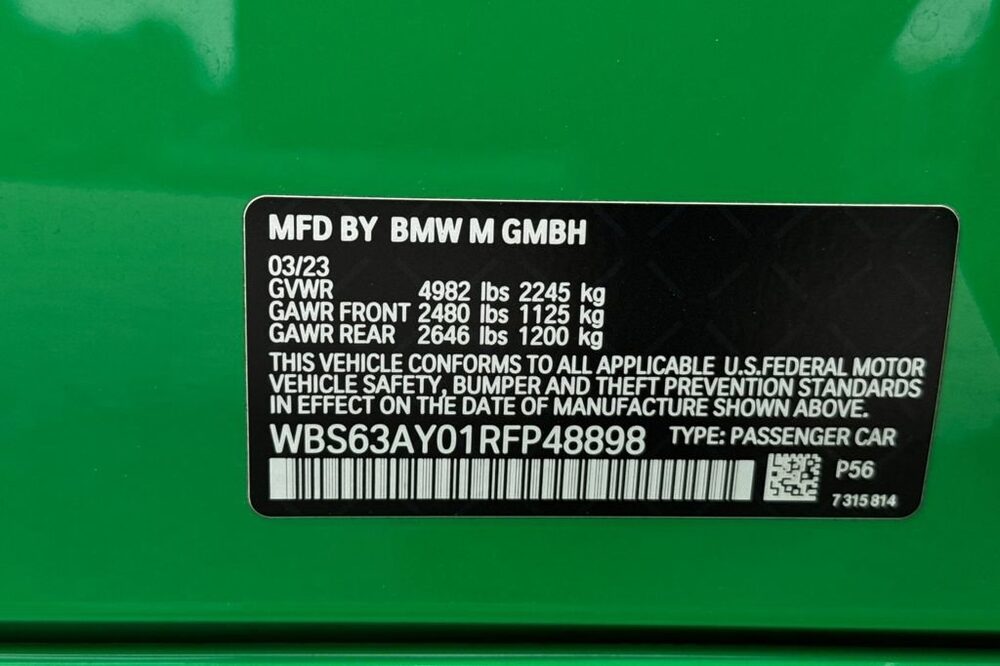 MFD BY BMW M GMBH
03/23
GVWR 4982 lbs 2245 kg
GAWR FRONT 2480 lbs 1125 kg
GAWR REAR 2646 lbs 1200 kg
THIS VEHICLE CONFORMS TO ALL APPLICABLE U.S.FEDERAL MOTOR
VEHICLE SAFETY, BUMPER AND THEFT PREVENTION STANDARDS
IN EFFECT ON THE DATE OF MANUFACTURE SHOWN ABOVE.
WBS63AY01RFP48898 TYPE: PASSENGER CAR
P56
7315814